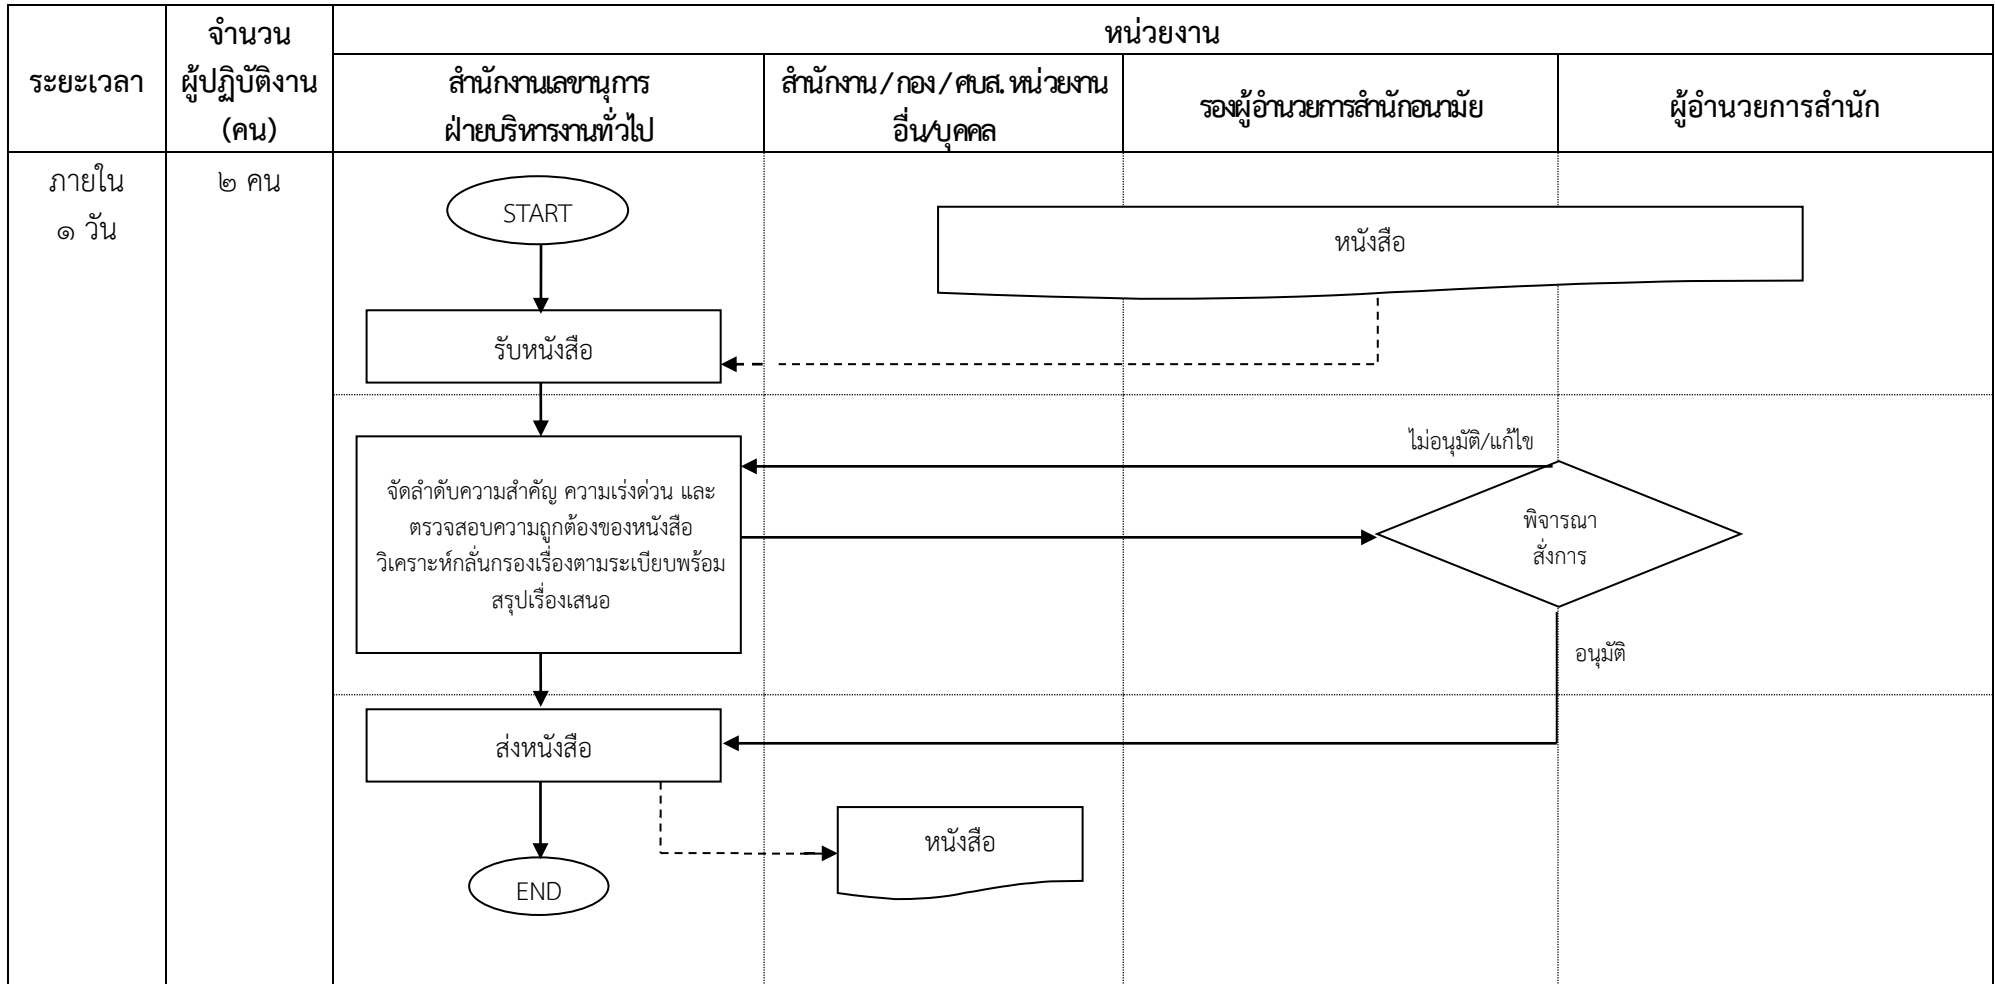 ระยะเวลา
จำนวน
ผู้ปฏิบัติงาน
(คน)
หน่วยงาน
สำนักงานเลขานุการ
ฝ่ายบริหารงานทั่วไป
สำนักงาน / กอง / ศบส. หน่วยงาน
อื่น/บุคคล
รองผู้อำนวยการสำนักอนามัย
ผู้อำนวยการสำนัก
ภายใน
๑ วัน
๒ คน
START
หนังสือ
รับหนังสือ
ไม่อนุมัติ/แก้ไข
จัดลำดับความสำคัญ ความเร่งด่วน และ
ตรวจสอบความถูกต้องของหนังสือ
วิเคราะห์กลั่นกรองเรื่องตามระเบียบพร้อม
สรุปเรื่องเสนอ
พิจารณา
สั่งการ
อนุมัติ
ส่งหนังสือ
หนังสือ
END